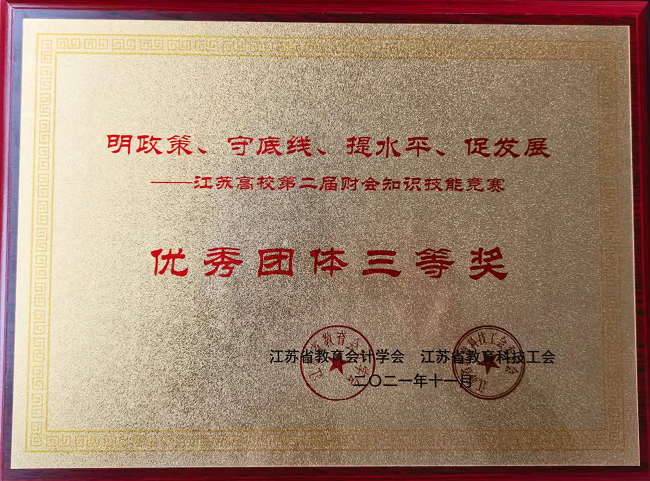 明政策、守底线、提水平、促发展
——江苏高校第二届财会知识技能竞赛
优秀团体三等奖
江苏省教育会计学会 江苏省教育科技工会
二〇二一年十一月